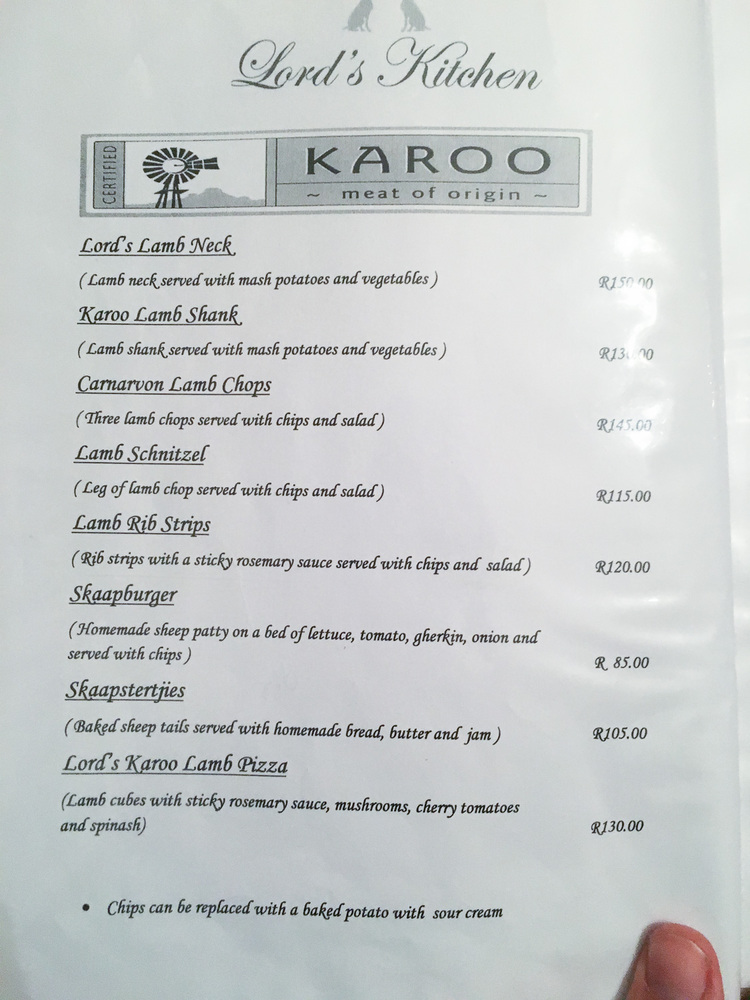 Lord's Kitchen
CERTIFIED
KAROO
~ meat of origin ~
Lord's Lamb Neck
(Lamb neck served with mash potatoes and vegetables)
R150.00
Karoo Lamb Shank
(Lamb shank served with mash potatoes and vegetables)
Carnarvon Lamb Chops
(Three lamb chops served with chips and salad)
R145.00
Lamb Schnitzel
(Leg of lamb chop served with chips and salad)
R115.00
Lamb Rib Strips
(Rib strips with a sticky rosemary sauce served with chips and salad)
R120.00
Skaapburger
(Homemade sheep patty on a bed of lettuce, tomato, gherkin, onion and
served with chips)
R 85.00
Skaapstertjies
(Baked sheep tails served with homemade bread, butter and jam)
R105.00
Lord's Karoo Lamb Pizza
(Lamb cubes with sticky rosemary sauce, mushrooms, cherry tomatoes
and spinash)
R130.00
• Chips can be replaced with a baked potato with sour cream